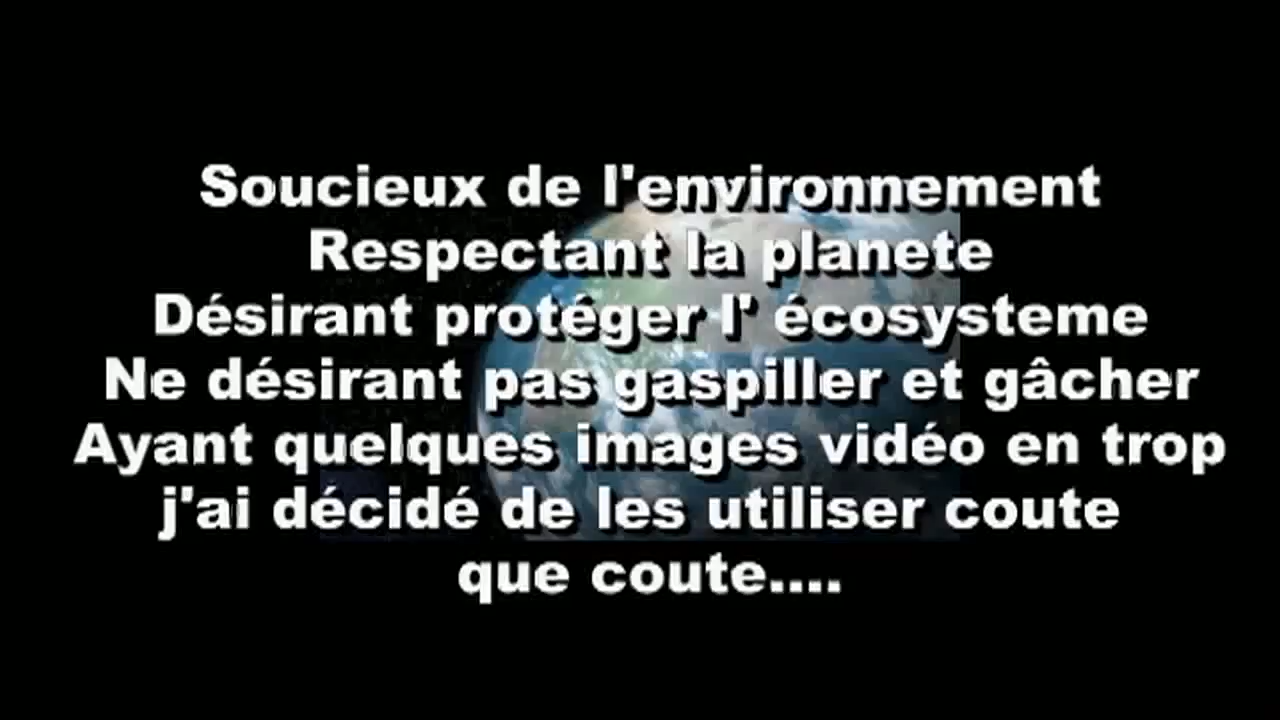 Soucieux de l'environnement
Respectant la planete
Désirant protéger l' écosysteme
Ne désirant pas gaspiller et gâcher
Ayant quelques images vidéo en trop
j'ai décidé de les utiliser coute
que coute....